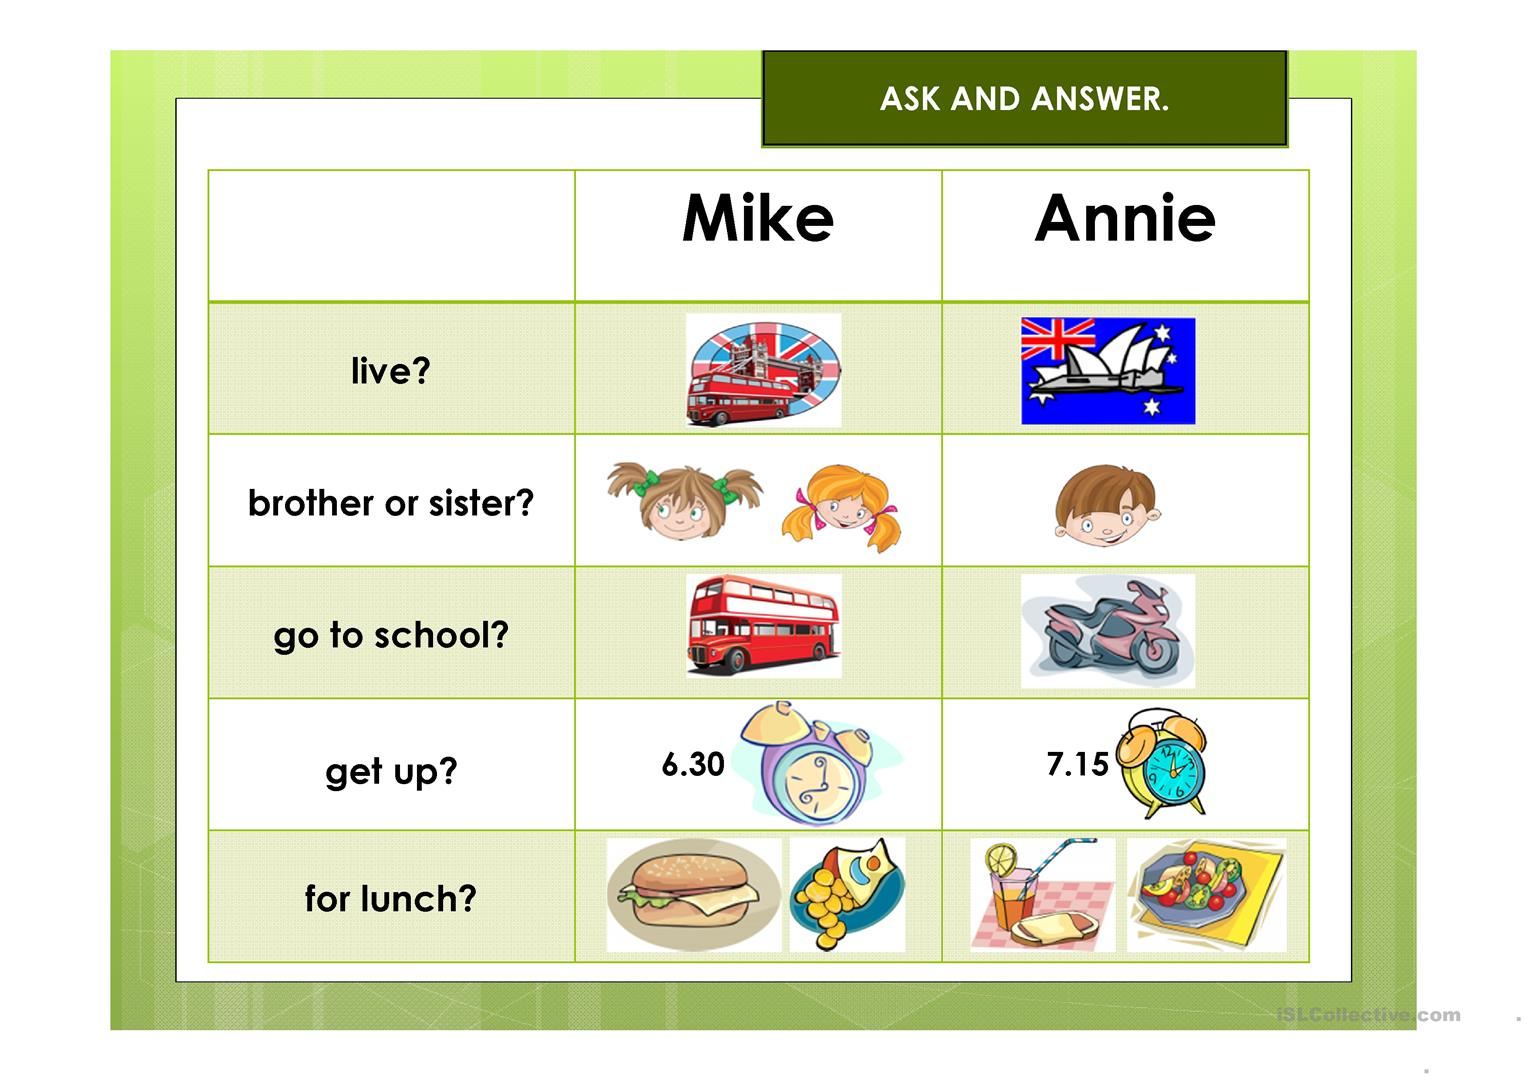 ASK AND ANSWER.
Mike
Annie
live?
brother or sister?
go to school?
get up?
6.30
7.15
for lunch?
iSLCollective.com